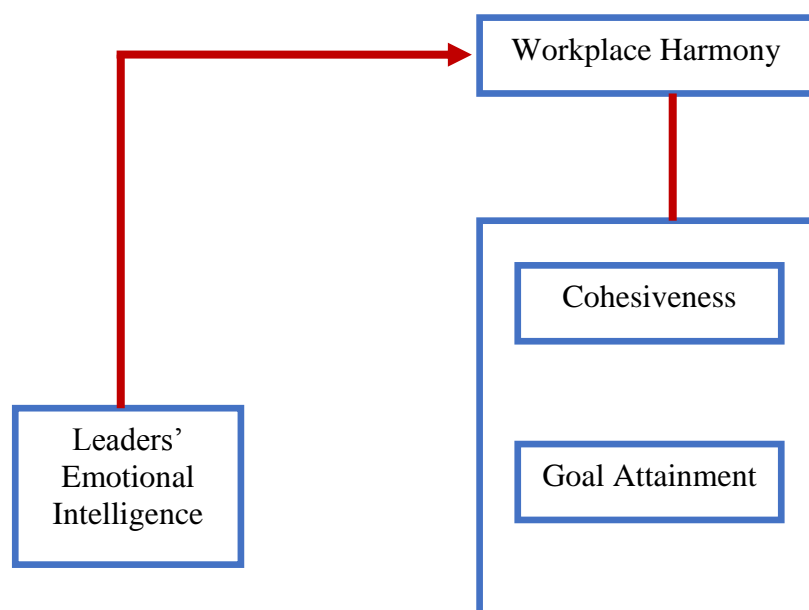 Workplace Harmony
Cohesiveness
Leaders’
Emotional
Intelligence
Goal Attainment